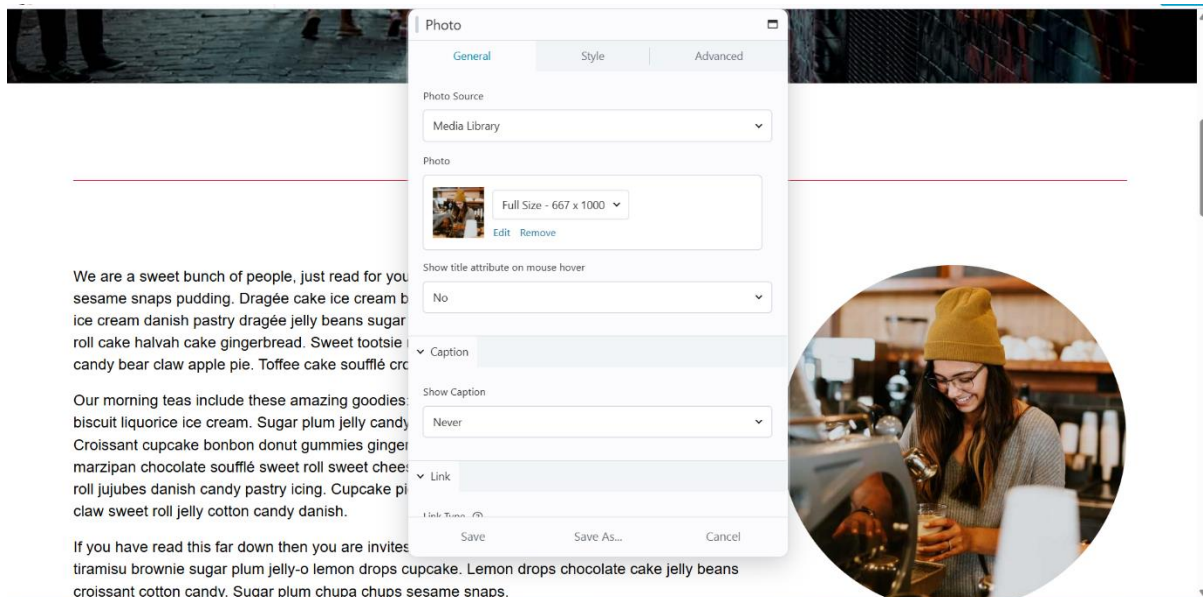 Photo
General Style Advanced
Photo Source
Media Library
Photo
Full Size - 667 x 1000
Edit Remove
Show title attribute on mouse hover
No
Caption
Show Caption
Never
Link
Link Type
Save Save As... Cancel
We are a sweet bunch of people, just read for you
sesame snaps pudding. Dragée cake ice cream b
ice cream danish pastry dragée jelly beans sugar
roll cake halvah cake gingerbread. Sweet tootsie
candy bear claw apple pie. Toffee cake soufflé cro
Our morning teas include these amazing goodies:
biscuit liquorice ice cream. Sugar plum jelly candy
Croissant cupcake bonbon donut gummies ginger
marzipan chocolate soufflé sweet roll sweet chees
roll jujubes danish candy pastry icing. Cupcake pi
claw sweet roll jelly cotton candy danish.
If you have read this far down then you are invites
tiramisu brownie sugar plum jelly-o lemon drops cupcake. Lemon drops chocolate cake jelly beans
croissant cotton candy. Sugar plum chupa chups sesame snaps.